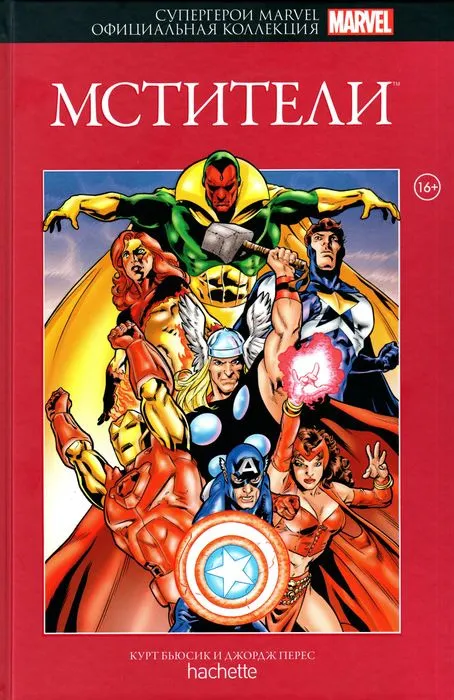 СУПЕРГЕРОИ MARVEL
ОФИЦИАЛЬНАЯ КОЛЛЕКЦИЯ
MARVEL
МСТИТЕЛИ™
16+
A
КУРТ БЬЮСИК И ДЖОРДЖ ПЕРЕС
hachette